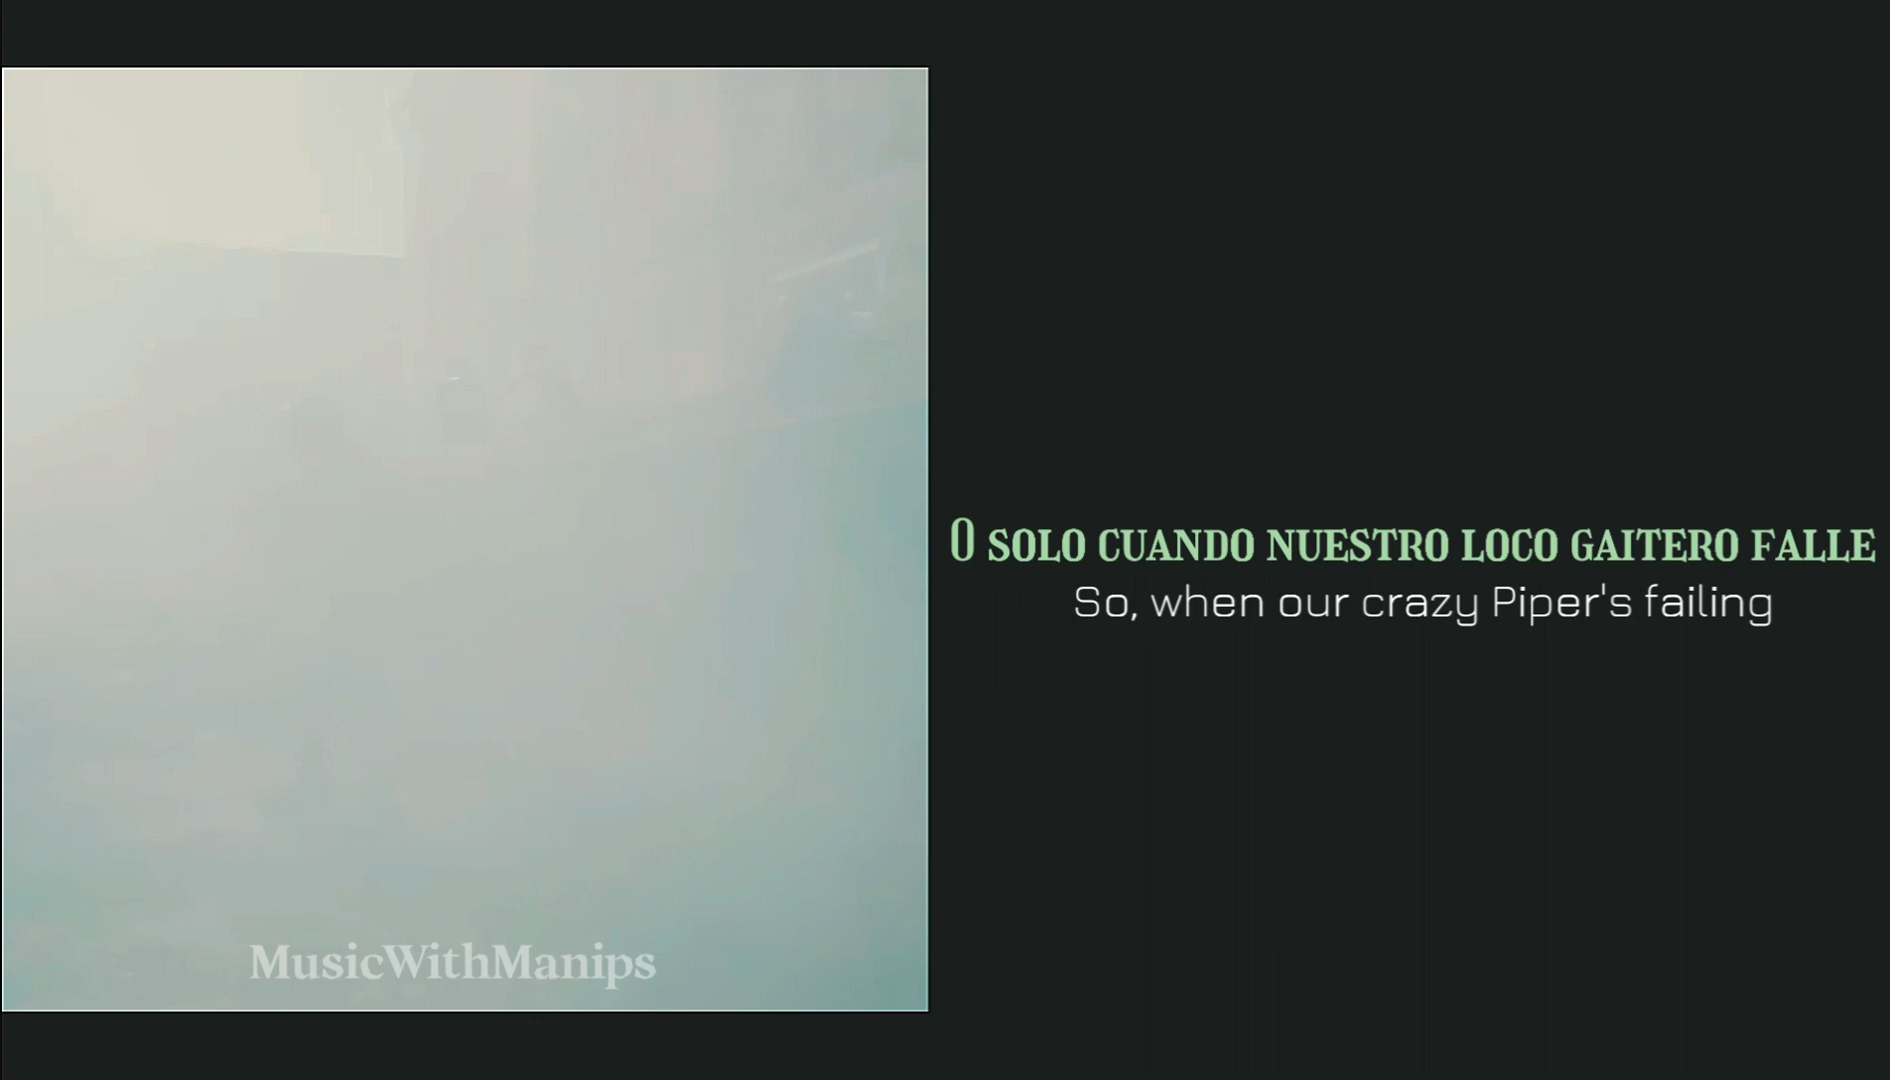 O SOLO CUANDO NUESTRO LOCO GAITERO FALLE
So, when our crazy Piper's failing
MusicWithManips